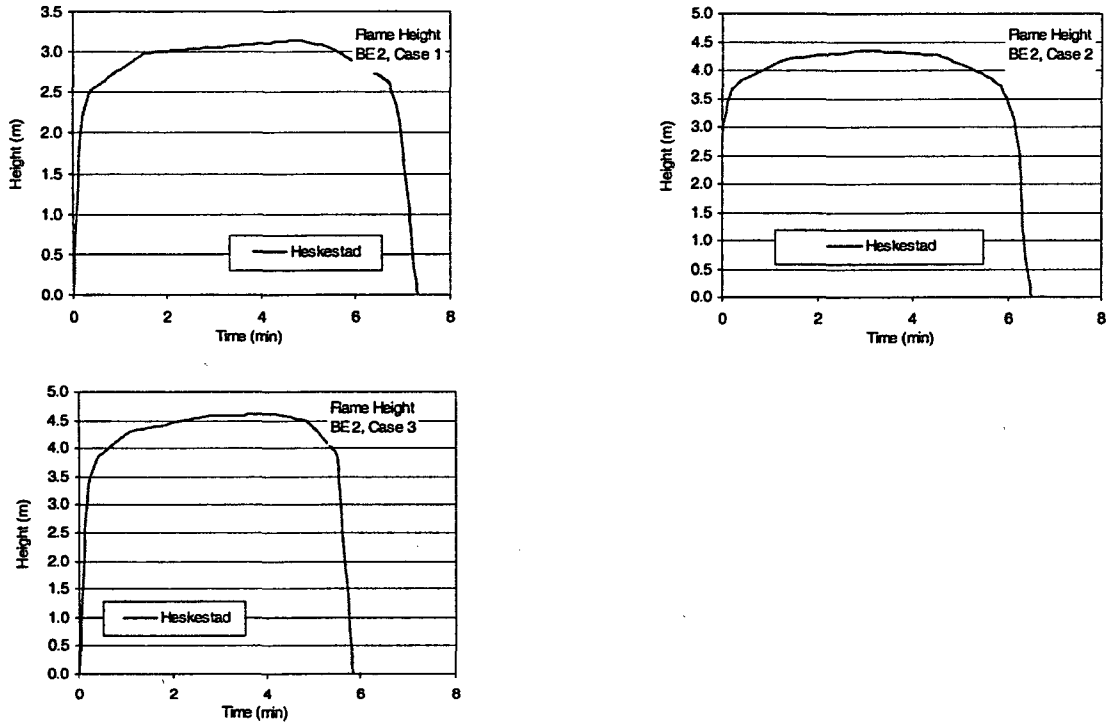 Flame Height
BE2, Case 1
3.5
3.0
2.5
2.0
1.5
1.0
0.5
0.0
Height (m)
Heskestad
0 2 4 6 8
Time (min)
Flame Height
BE 2, Case 2
5.0
4.5
4.0
3.5
3.0
2.5
2.0
1.5
1.0
0.5
0.0
Height (m)
Heskestad
0 2 4 6 8
Time (min)
Flame Height
BE2, Case 3
5.0
4.5
4.0
3.5
3.0
2.5
2.0
1.5
1.0
0.5
0.0
Height (m)
Heskestad
0 2 4 6 8
Time (min)